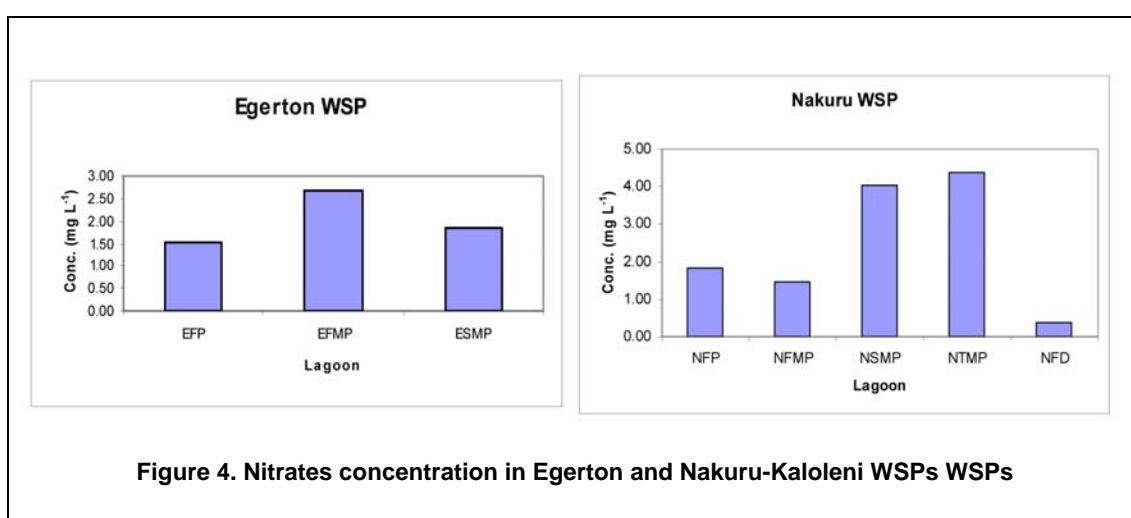 Egerton WSP
Conc. (mg L-1)
3.00
2.50
2.00
1.50
1.00
0.50
0.00
EFP EFMP ESMP
Lagoon
Nakuru WSP
Conc. (mg L-1)
5.00
4.00
3.00
2.00
1.00
0.00
NFP NFMP NSMP NTMP NFD
Lagoon
Figure 4. Nitrates concentration in Egerton and Nakuru-Kaloleni WSPs WSPs